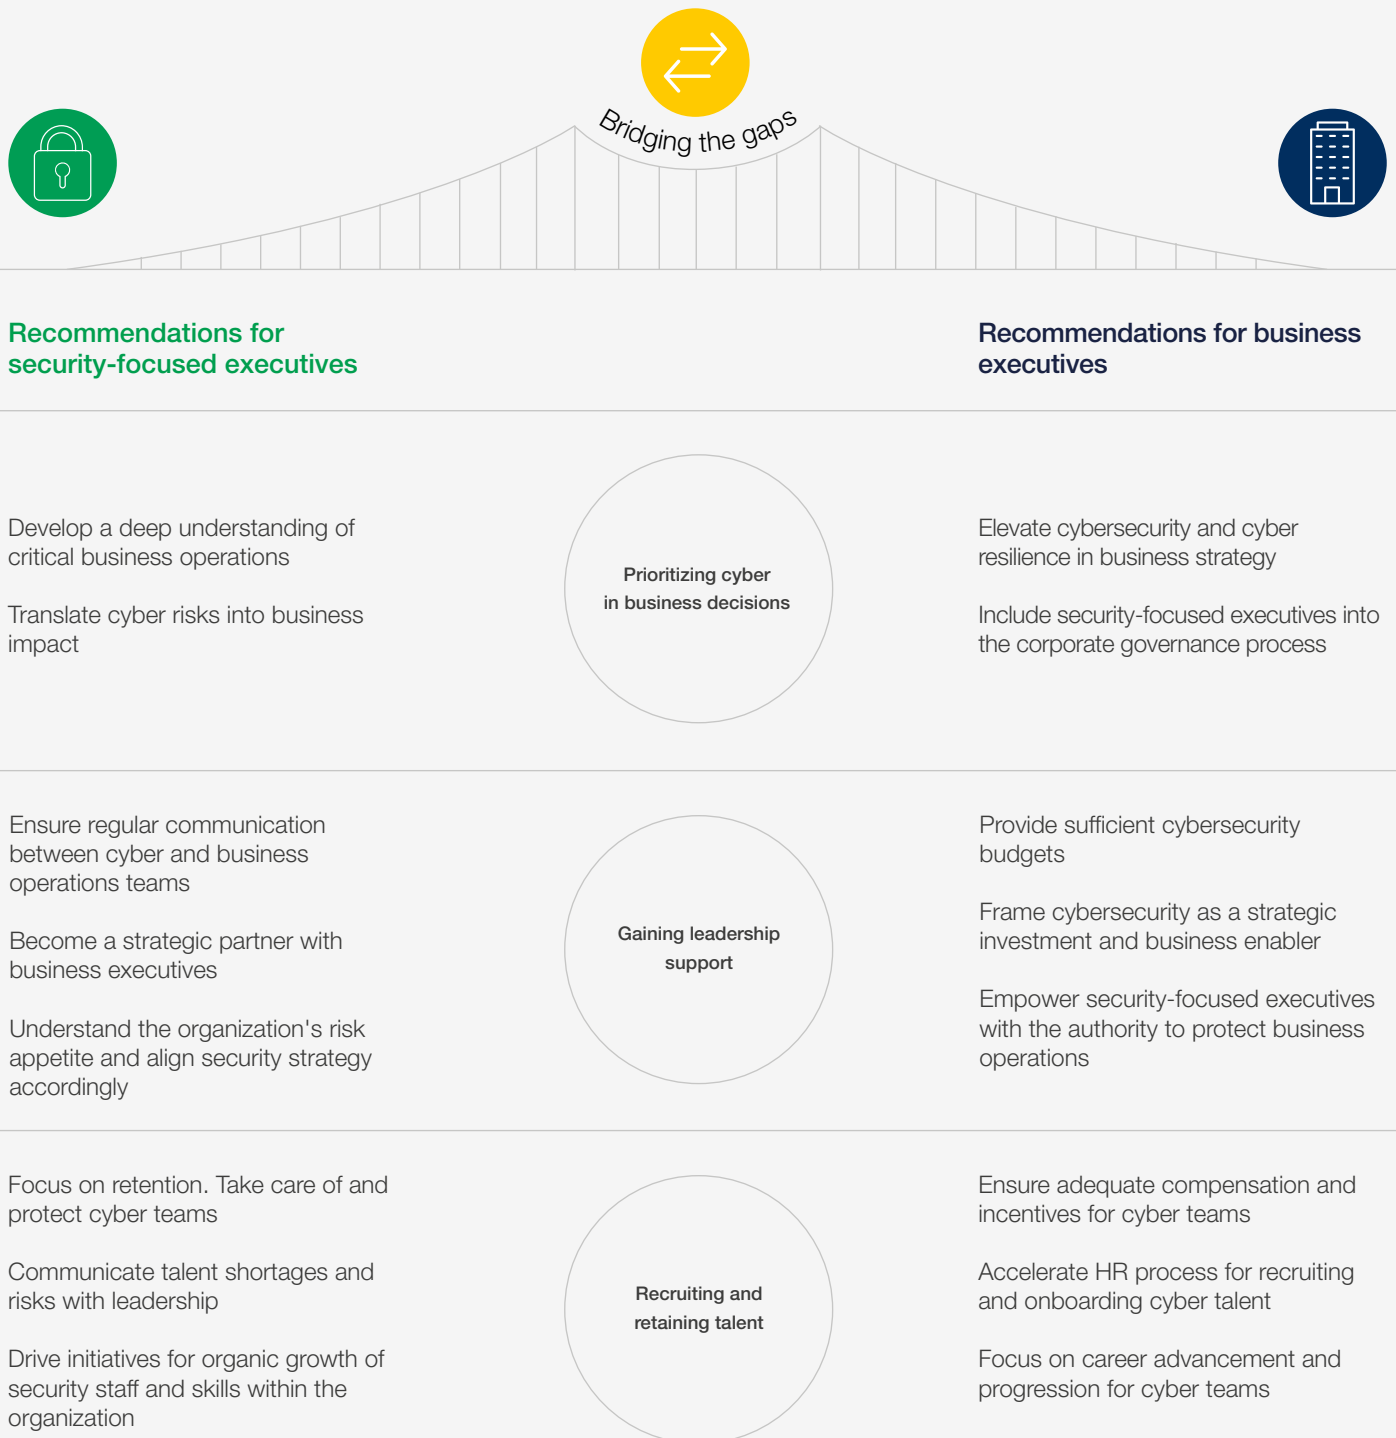 Bridging the gaps
Recommendations for
security-focused executives
Recommendations for business
executives
Develop a deep understanding of
critical business operations
Translate cyber risks into business
impact
Prioritizing cyber
in business decisions
Elevate cybersecurity and cyber
resilience in business strategy
Include security-focused executives into
the corporate governance process
Ensure regular communication
between cyber and business
operations teams
Become a strategic partner with
business executives
Understand the organization's risk
appetite and align security strategy
accordingly
Gaining leadership
support
Provide sufficient cybersecurity
budgets
Frame cybersecurity as a strategic
investment and business enabler
Empower security-focused executives
with the authority to protect business
operations
Focus on retention. Take care of and
protect cyber teams
Communicate talent shortages and
risks with leadership
Drive initiatives for organic growth of
security staff and skills within the
organization
Recruiting and
retaining talent
Ensure adequate compensation and
incentives for cyber teams
Accelerate HR process for recruiting
and onboarding cyber talent
Focus on career advancement and
progression for cyber teams